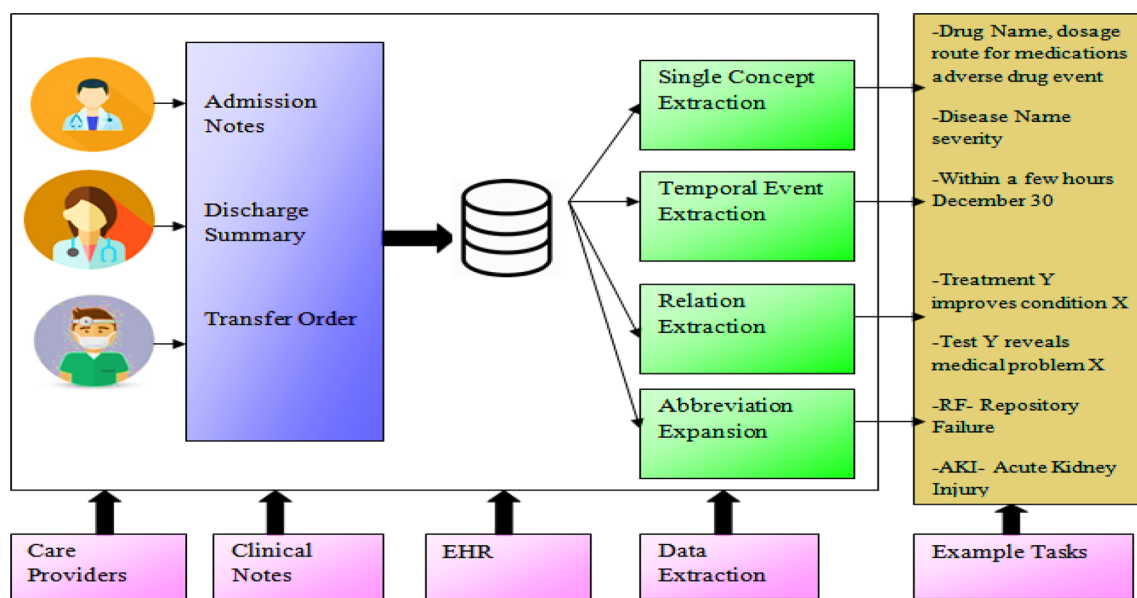 Admission
Notes
Discharge
Summary
Transfer Order
Single Concept
Extraction
Temporal Event
Extraction
Relation
Extraction
Abbreviation
Expansion
-Drug Name, dosage
route for medications
adverse drug event
-Disease Name
severity
-Within a few hours
December 30
-Treatment Y
improves condition X
-Test Y reveals
medical problem X
-RF- Repository
Failure
-AKI- Acute Kidney
Injury
Care
Providers
Clinical
Notes
EHR
Data
Extraction
Example Tasks